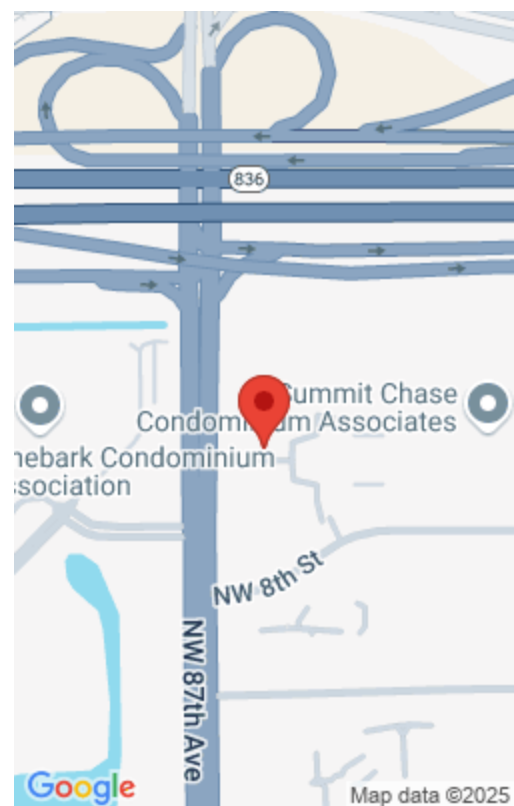 836
Summit Chase
Condominium Associates
nebark Condominium
ssociation
NW 8th St
NW 87th Ave
Google
Map data ©2025